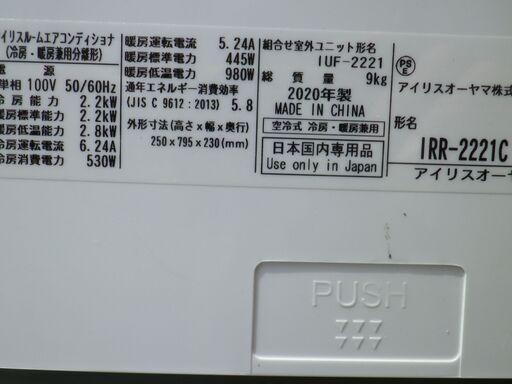 イリスルームエアコンディショナ
(冷房・暖房兼用分離形)
電 源
単相 100V 50/60Hz
冷房能力 2.2kW
暖房標準能力 2.2kW
暖房低温能力 2.8kW
冷房運転電流 6.24A
冷房消費電力 530W
暖房運転電流 5.24A
暖房標準電力 445W
暖房低温電力 980W
通年エネルギー消費効率
(JIS C 9612:2013) 5.8
外形寸法(高さx幅x奥行)
250x795x230(mm)
組合せ室外ユニット形名
IUF-2221
総質量 9kg
2020年製
MADE IN CHINA
空冷式 冷房・暖房兼用
日本国内専用品
Use only in Japan
PSE
アイリスオーヤマ株式
形名
IRR-2221C
アイリスオーヤ
PUSH